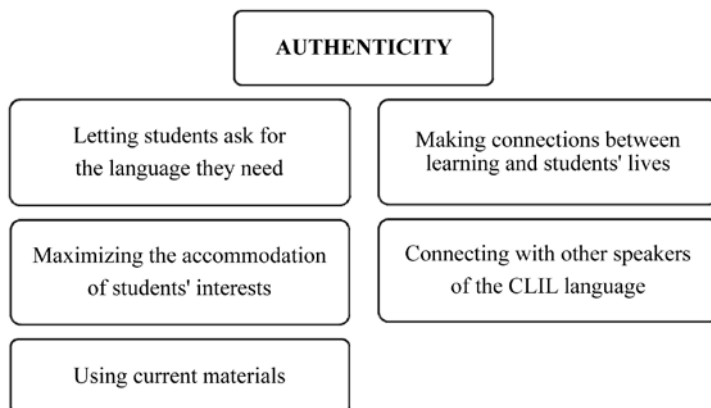 AUTHENTICITY
Letting students ask for
the language they need
Making connections between
learning and students' lives
Maximizing the accommodation
of students' interests
Connecting with other speakers
of the CLIL language
Using current materials